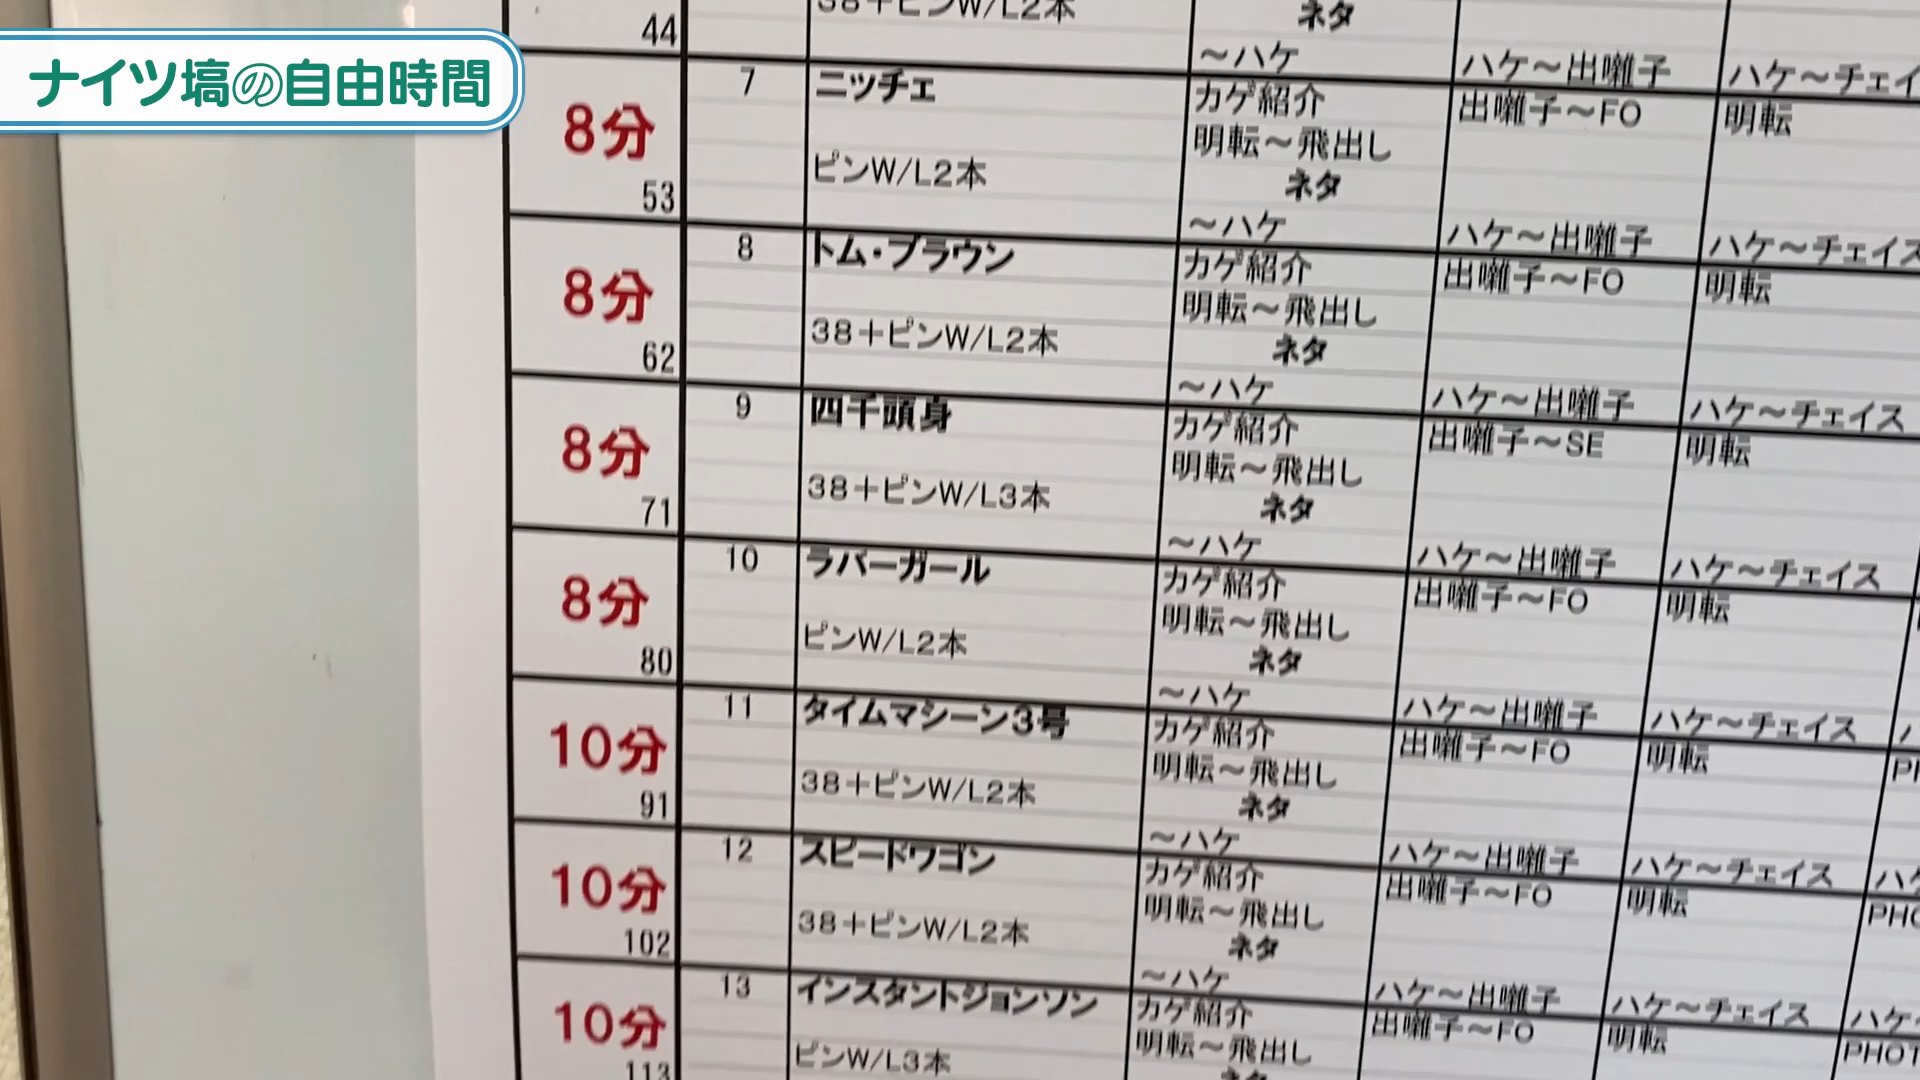 ナイツ塙の自由時間
44
38+ピンW/L2本
ネタ
～ハケ
ハケ～出囃子
8分
53
7
ニッチェ
ピンW/L2本
カゲ紹介
明転～飛出し
ネタ
～ハケ
出囃子～FO
ハケ～出囃子
明転
8分
62
8
トム・ブラウン
38+ピンW/L2本
カゲ紹介
明転～飛出し
ネタ
～ハケ
出囃子～FO
ハケ～出囃子
明転
ハケ～チェイス
8分
71
9
四千頭身
38+ピンW/L3本
カゲ紹介
明転～飛出し
ネタ
～ハケ
出囃子～SE
ハケ～出囃子
明転
ハケ～チェイス
8分
80
10
ラバーガール
ピンW/L2本
カゲ紹介
明転～飛出し
ネタ
～ハケ
出囃子～FO
ハケ～出囃子
明転
ハケ～チェイス
10分
91
11
タイムマシーン3号
38+ピンW/L2本
カゲ紹介
明転～飛出し
ネタ
～ハケ
出囃子～FO
ハケ～出囃子
明転
ハケ～チェイス
10分
102
12
スピードワゴン
38+ピンW/L2本
カゲ紹介
明転～飛出し
ネタ
～ハケ
出囃子～FO
ハケ～出囃子
明転
ハケ～チェイス
10分
113
13
インスタントジョンソン
ピンW/L3本
カゲ紹介
明転～飛出し
出囃子～FO
明転